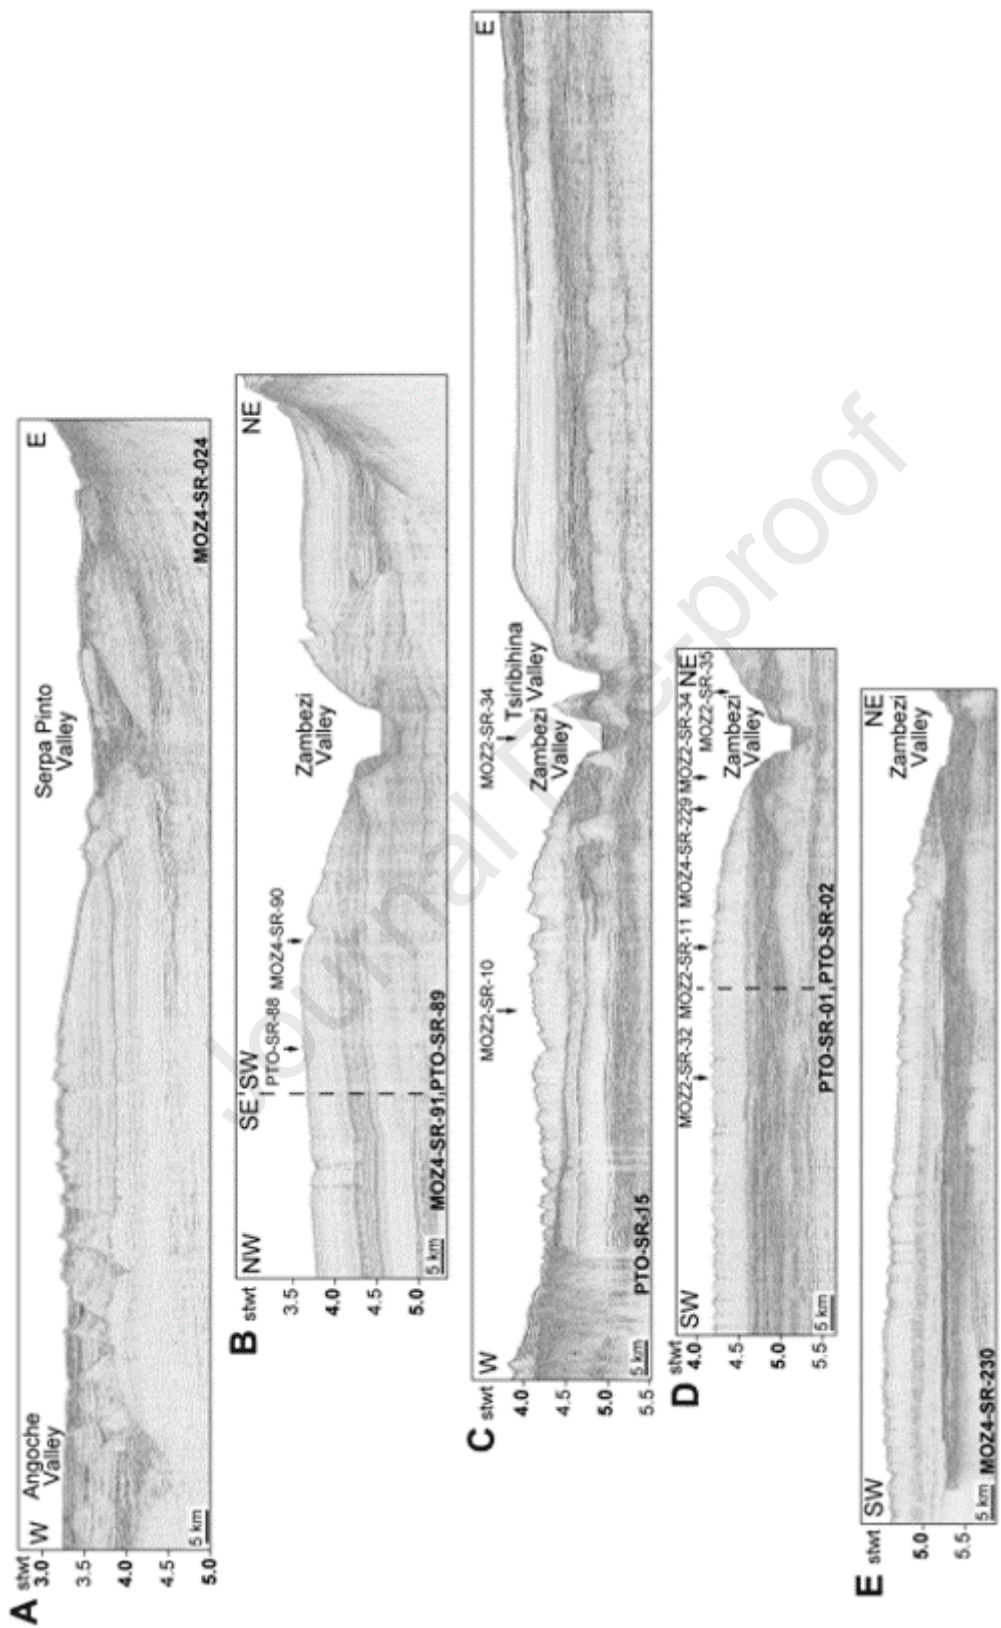 A
stwt
3.0
3.5
4.0
4.5
5.0
W
Angoche
Valley
Serpa Pinto
Valley
E
5 km
MOZ4-SR-024
B
stwt
3.5
4.0
4.5
5.0
NW
SE
SW
PTO-SR-88
MOZ4-SR-90
Zambezi
Valley
NE
5 km
MOZ4-SR-91
PTO-SR-89
C
stwt
4.0
4.5
5.0
5.5
W
MOZ2-SR-10
MOZ2-SR-34
Zambezi
Valley
Tsiribihina
Valley
E
5 km
PTO-SR-15
D
stwt
4.0
4.5
5.0
5.5
SW
MOZ2-SR-32
MOZ2-SR-11
MOZ4-SR-229
MOZ2-SR-34
MOZ2-SR-35
NE
Zambezi
Valley
5 km
PTO-SR-01
PTO-SR-02
E
stwt
5.0
5.5
SW
Zambezi
Valley
NE
5 km
MOZ4-SR-230
Journal Pre-proof